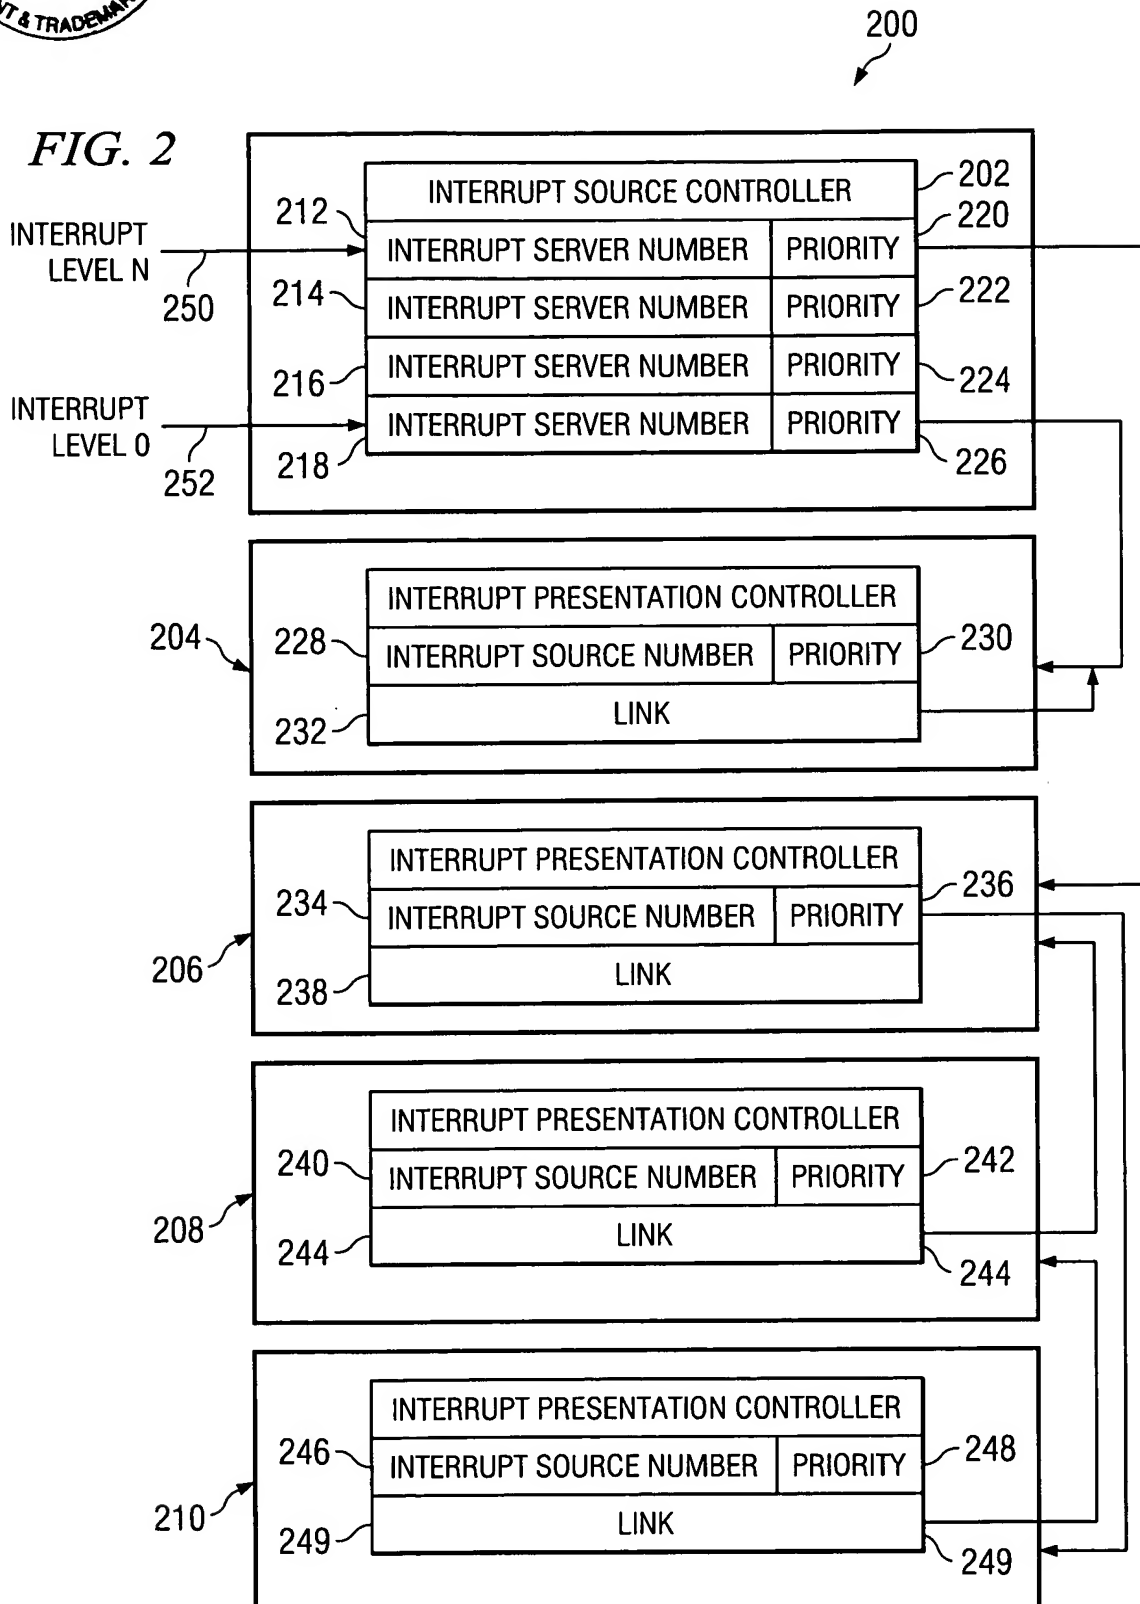 NT & TRADEMAR
200
FIG. 2
INTERRUPT SOURCE CONTROLLER
202
212
220
INTERRUPT LEVEL N
INTERRUPT SERVER NUMBER PRIORITY
250
214
INTERRUPT SERVER NUMBER PRIORITY
222
216
INTERRUPT SERVER NUMBER PRIORITY
224
INTERRUPT LEVEL 0
INTERRUPT SERVER NUMBER PRIORITY
252
218
226
INTERRUPT PRESENTATION CONTROLLER
204
228
INTERRUPT SOURCE NUMBER PRIORITY
230
232
LINK
INTERRUPT PRESENTATION CONTROLLER
234
INTERRUPT SOURCE NUMBER PRIORITY
236
206
238
LINK
INTERRUPT PRESENTATION CONTROLLER
240
INTERRUPT SOURCE NUMBER PRIORITY
242
208
244
LINK
244
INTERRUPT PRESENTATION CONTROLLER
246
INTERRUPT SOURCE NUMBER PRIORITY
248
210
249
LINK
249